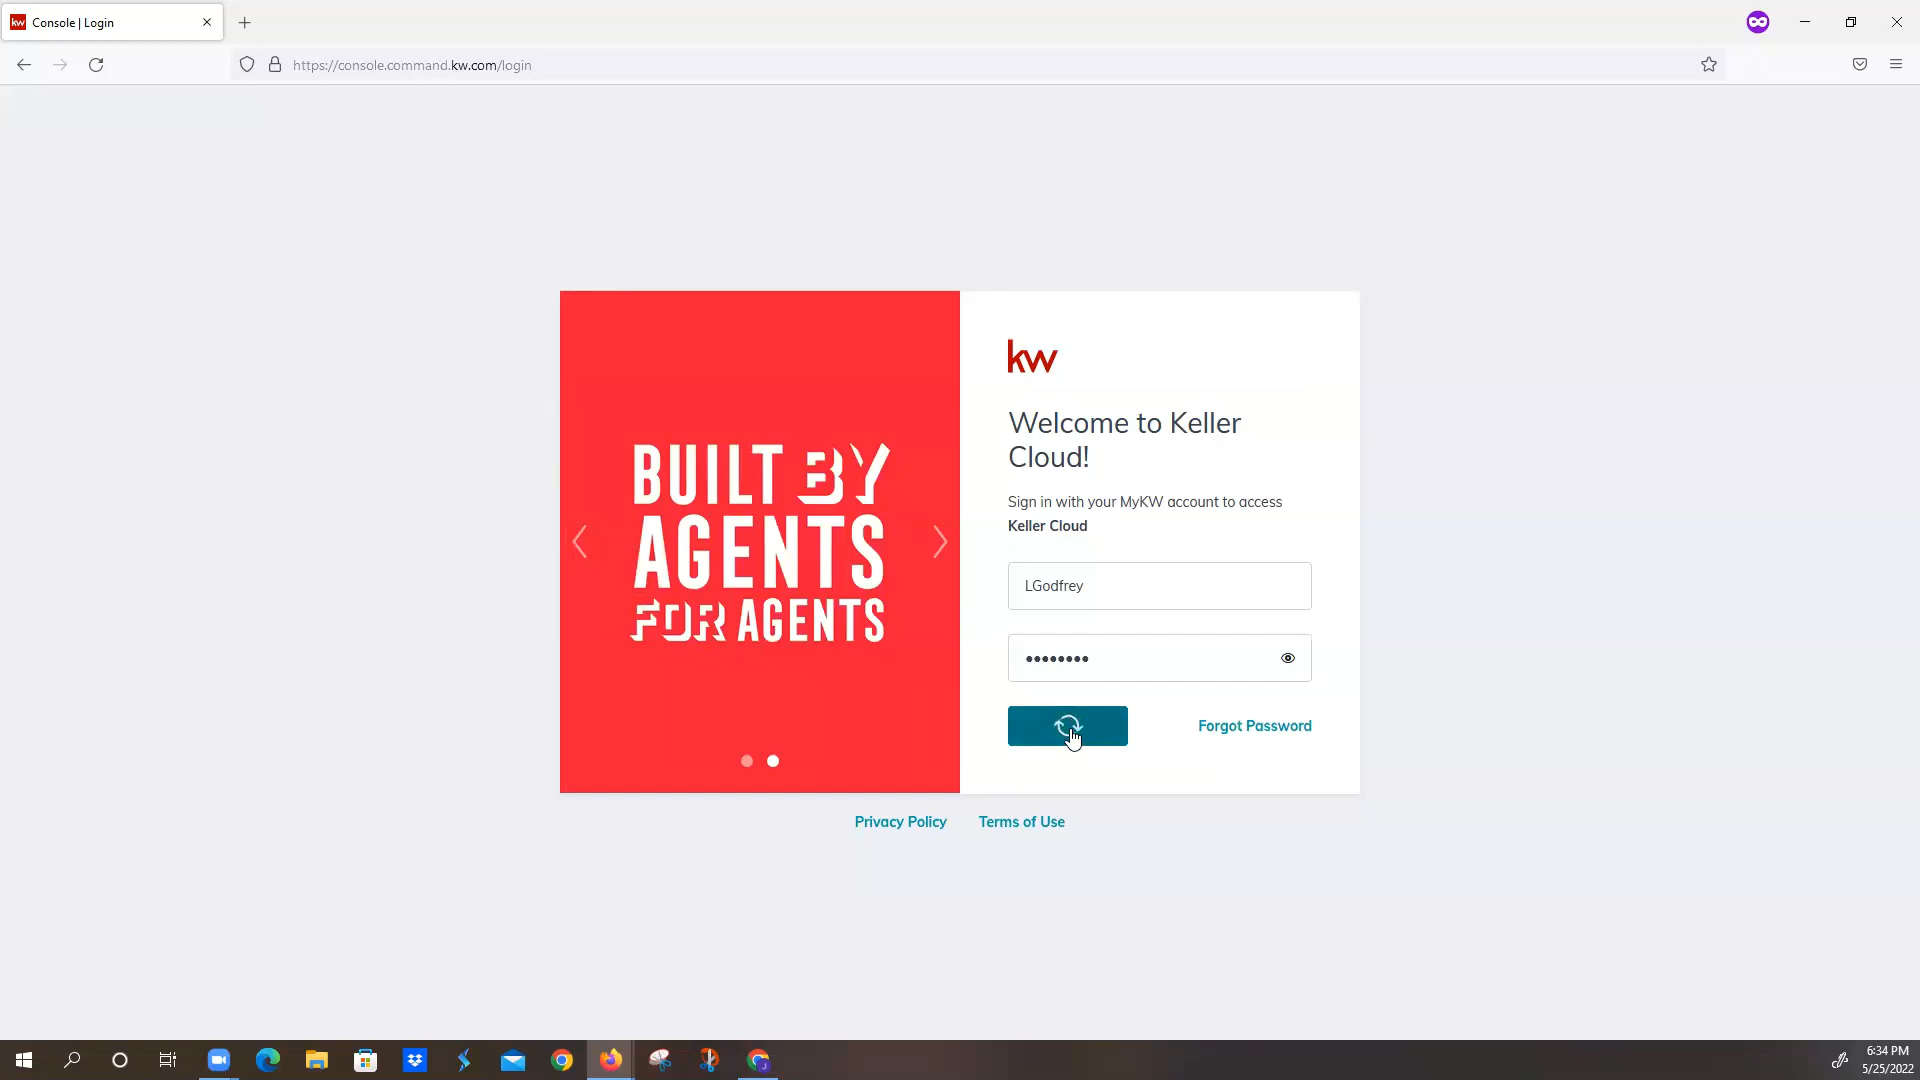 Console | Login
https://console.command.kw.com/login
BUILT BY
AGENTS
FOR AGENTS
kw
Welcome to Keller
Cloud!
Sign in with your MyKW account to access
Keller Cloud
LGodfrey
••••••••
Forgot Password
Privacy Policy
Terms of Use
6:34 PM
5/25/2022